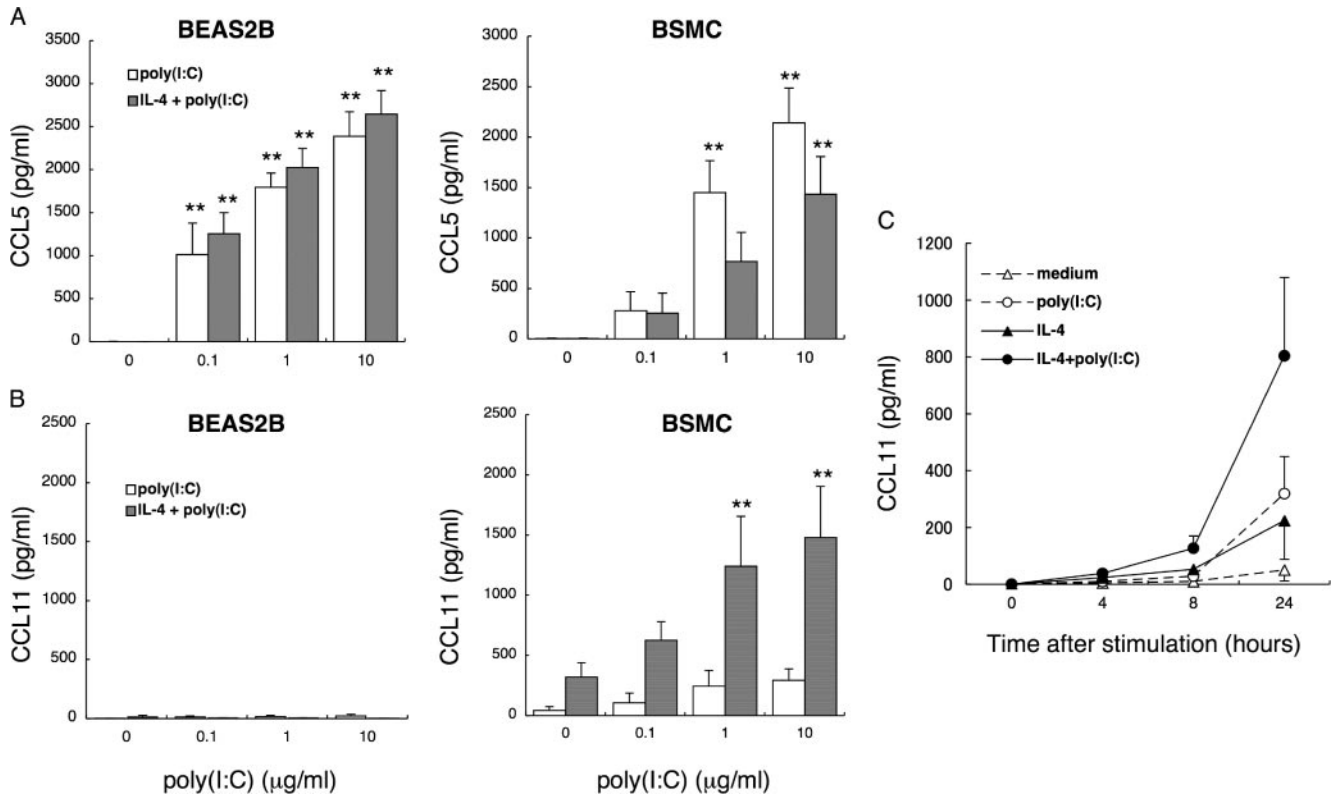 A
BEAS2B
3500
3000
2500
2000
1500
1000
500
0
CCL5 (pg/ml)
poly(I:C)
IL-4 + poly(I:C)
** ** ** ** ** **
0 0.1 1 10
BSMC
3000
2500
2000
1500
1000
500
0
CCL5 (pg/ml)
** ** **
0 0.1 1 10
B
BEAS2B
2500
2000
1500
1000
500
0
CCL11 (pg/ml)
poly(I:C)
IL-4 + poly(I:C)
0 0.1 1 10
poly(I:C) (μg/ml)
BSMC
2500
2000
1500
1000
500
0
CCL11 (pg/ml)
** **
0 0.1 1 10
poly(I:C) (μg/ml)
C
1200
1000
800
600
400
200
0
CCL11 (pg/ml)
medium
poly(I:C)
IL-4
IL-4+poly(I:C)
0 4 8 24
Time after stimulation (hours)